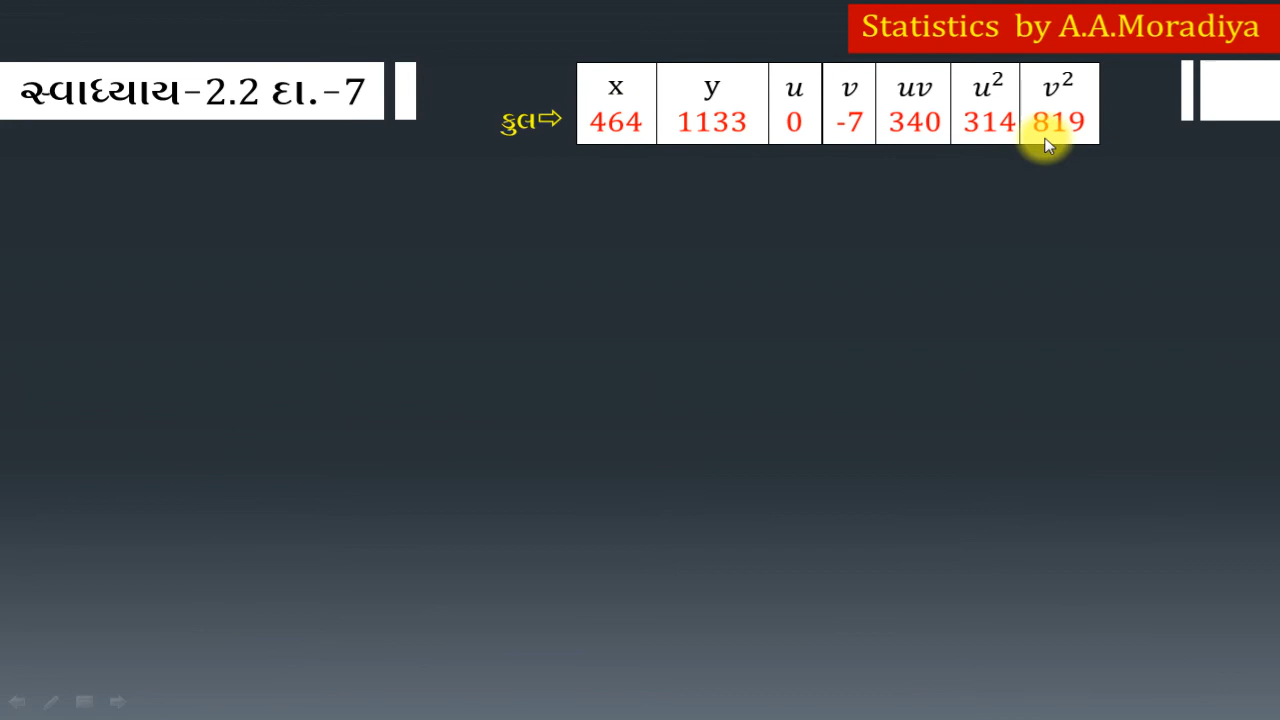 Statistics by A.A.Moradiya
સ્વાધ્યાય-2.2 દા.-7
x y u v uv u² v²
કુલ⇨ 464 1133 0 -7 340 314 819